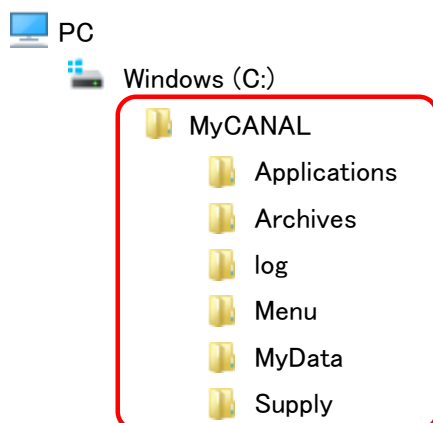 PC
Windows (C:)
MyCANAL
Applications
Archives
log
Menu
MyData
Supply